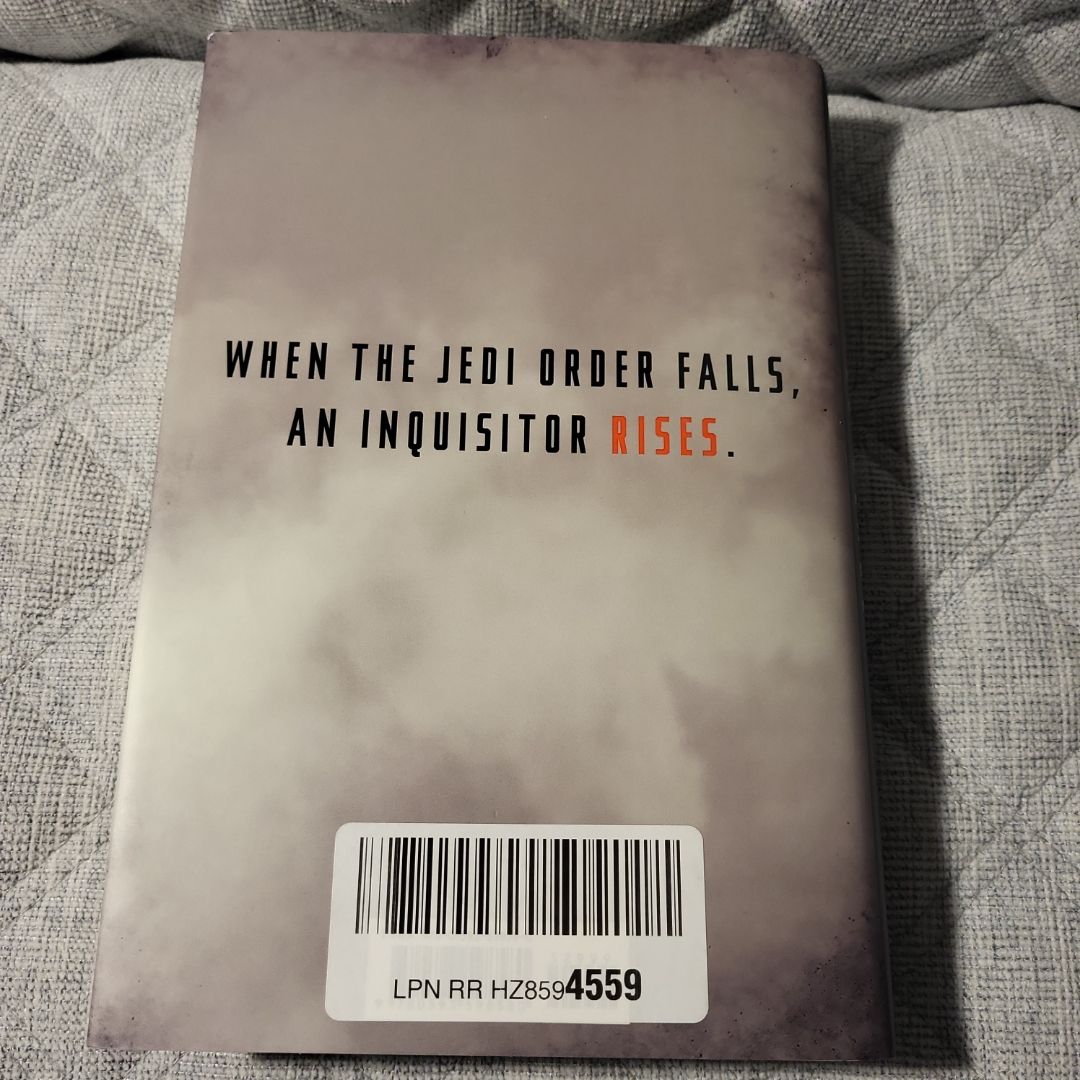 WHEN THE JEDI ORDER FALLS,
AN INQUISITOR RISES.
LPN RR HZ8594559